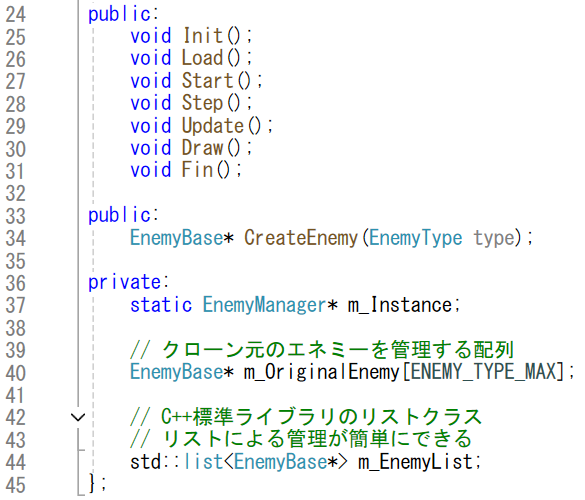 24 public:
25 void Init();
26 void Load();
27 void Start();
28 void Step();
29 void Update();
30 void Draw();
31 void Fin();
32
33 public:
34 EnemyBase* CreateEnemy(EnemyType type);
35
36 private:
37 static EnemyManager* m_Instance;
38
39 // クローン元のエネミーを管理する配列
40 EnemyBase* m_OriginalEnemy[ENEMY_TYPE_MAX];
41
42 // C++標準ライブラリのリストクラス
43 // リストによる管理が簡単にできる
44 std::list<EnemyBase*> m_EnemyList;
45 };